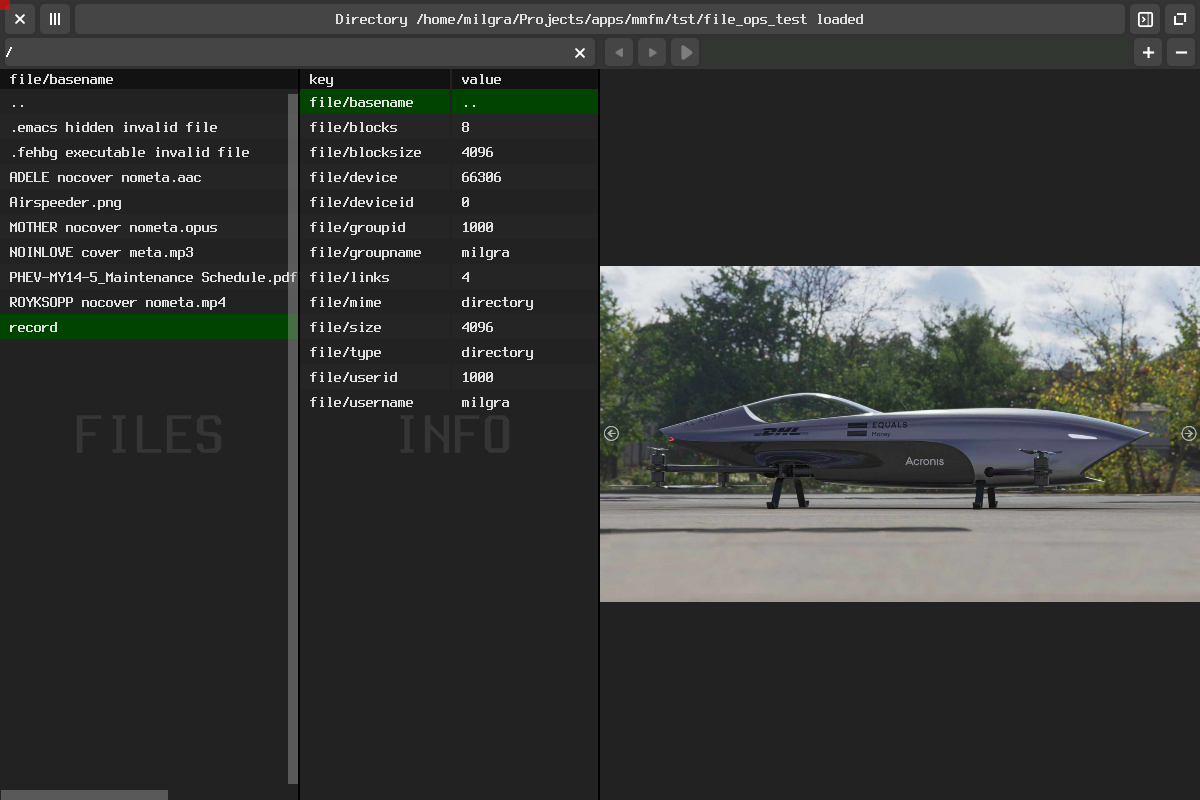 Directory /home/milgra/Projects/apps/mmfm/tst/file_ops_test loaded
/
file/basename
..
.emacs hidden invalid file
.fehbg executable invalid file
ADELE nocover nometa.aac
Airspeeder.png
MOTHER nocover nometa.opus
NOINLOVE cover meta.mp3
PHEV-MY14-5_Maintenance Schedule.pdf
ROYKSOPP nocover nometa.mp4
record
FILES
key value
file/basename ..
file/blocks 8
file/blocksize 4096
file/device 66306
file/deviceid 0
file/groupid 1000
file/groupname milgra
file/links 4
file/mime directory
file/size 4096
file/type directory
file/userid 1000
file/username milgra
INFO
DHL
EQUALS
Money
Acronis